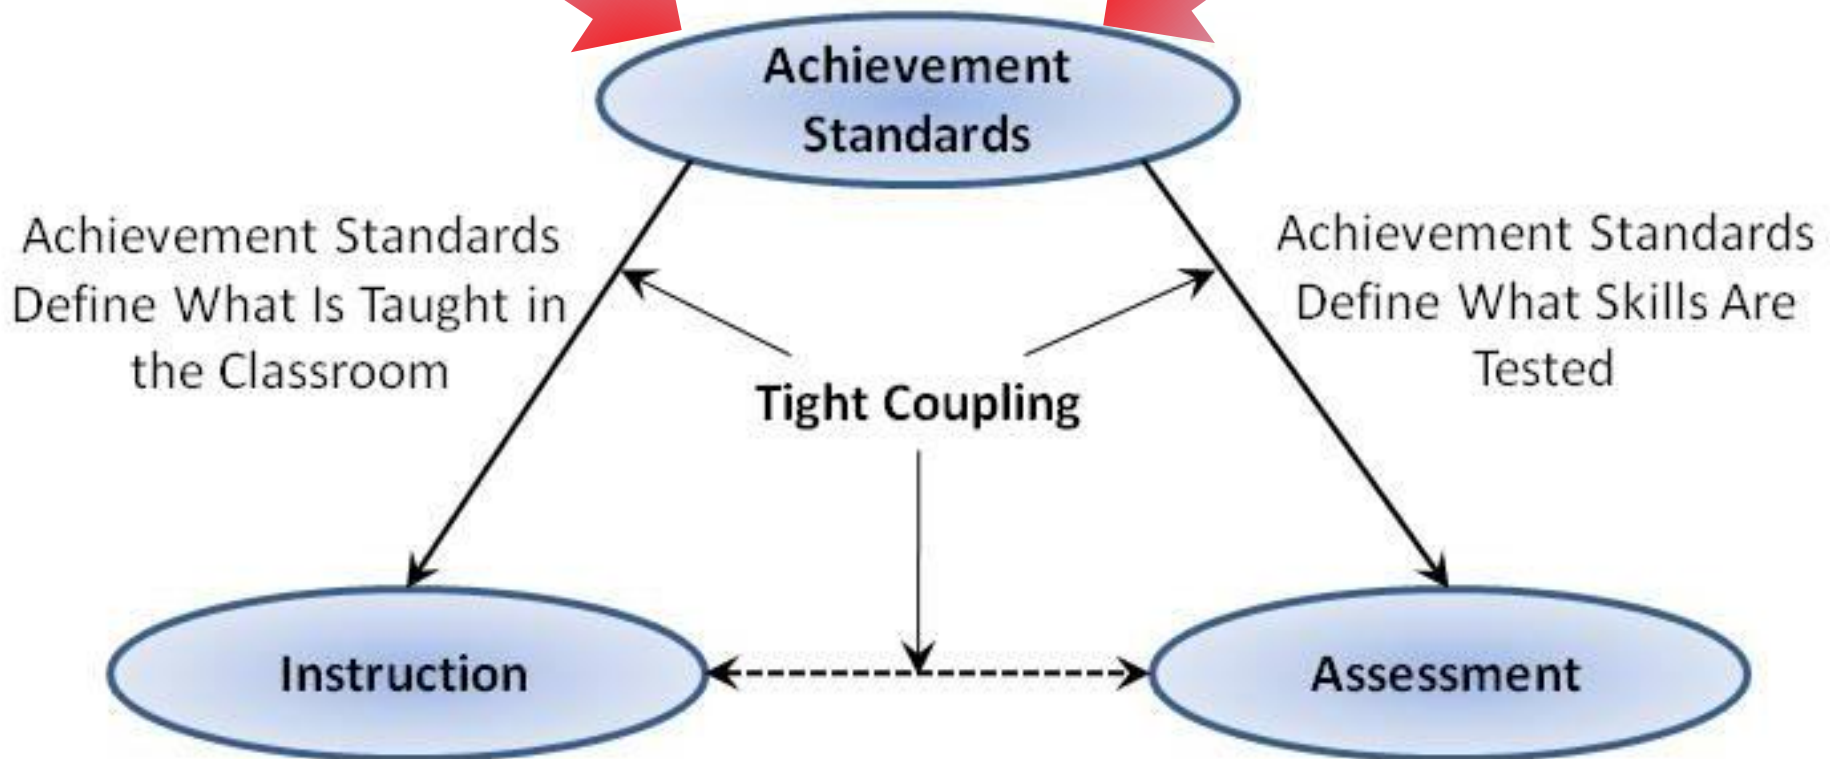 Achievement
Standards
Achievement Standards
Define What Is Taught in
the Classroom
Achievement Standards
Define What Skills Are
Tested
Tight Coupling
Instruction
Assessment